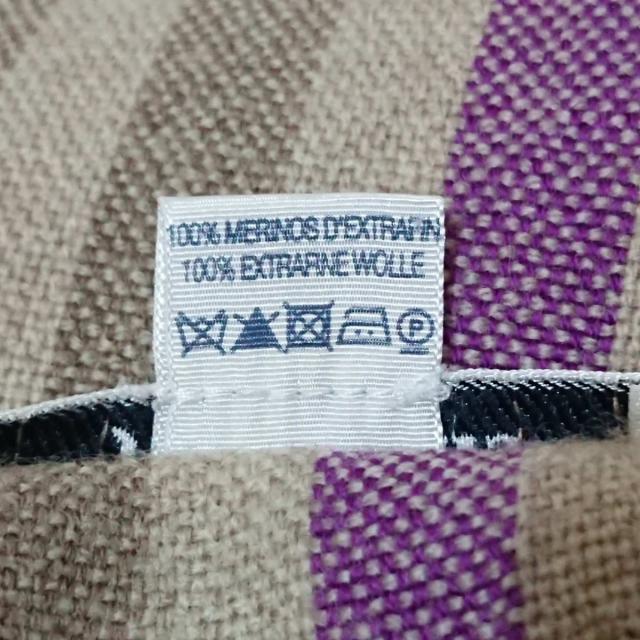 100% MERINOS D'EXTRAFIN
100% EXTRAFINE WOLLE
P